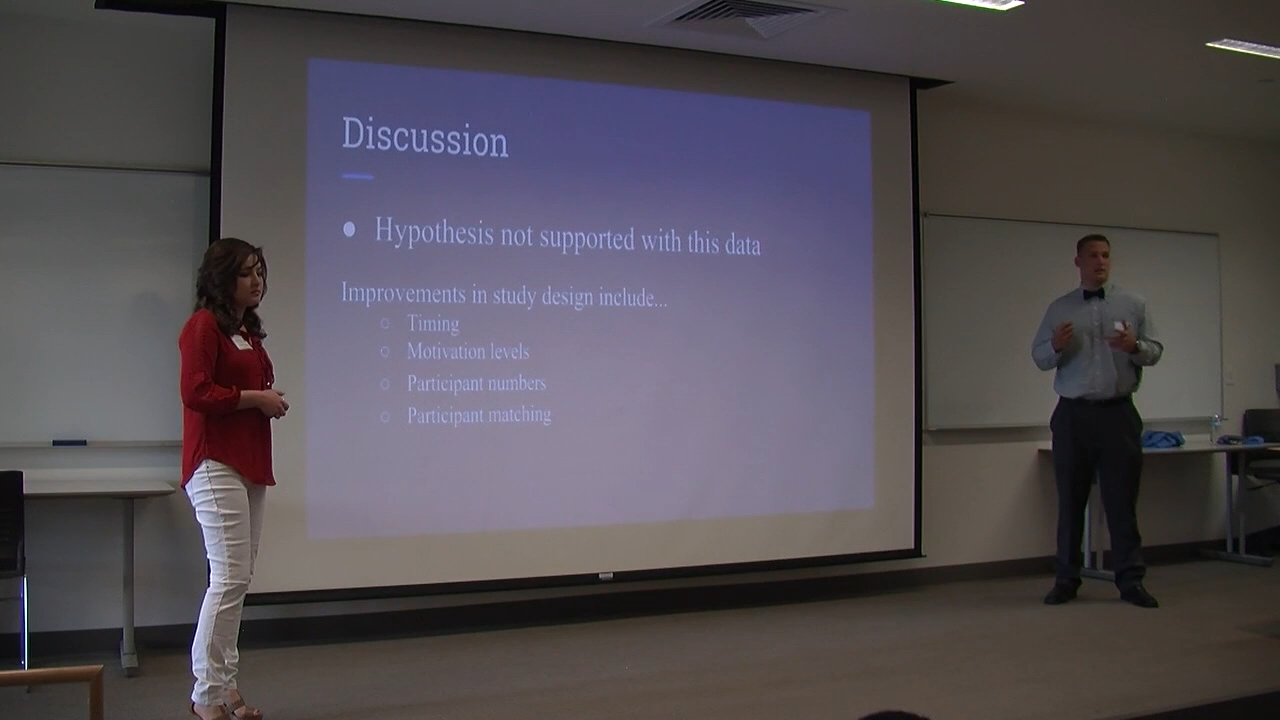 Discussion
● Hypothesis not supported with this data
Improvements in study design include...
○ Timing
○ Motivation levels
○ Participant numbers
○ Participant matching